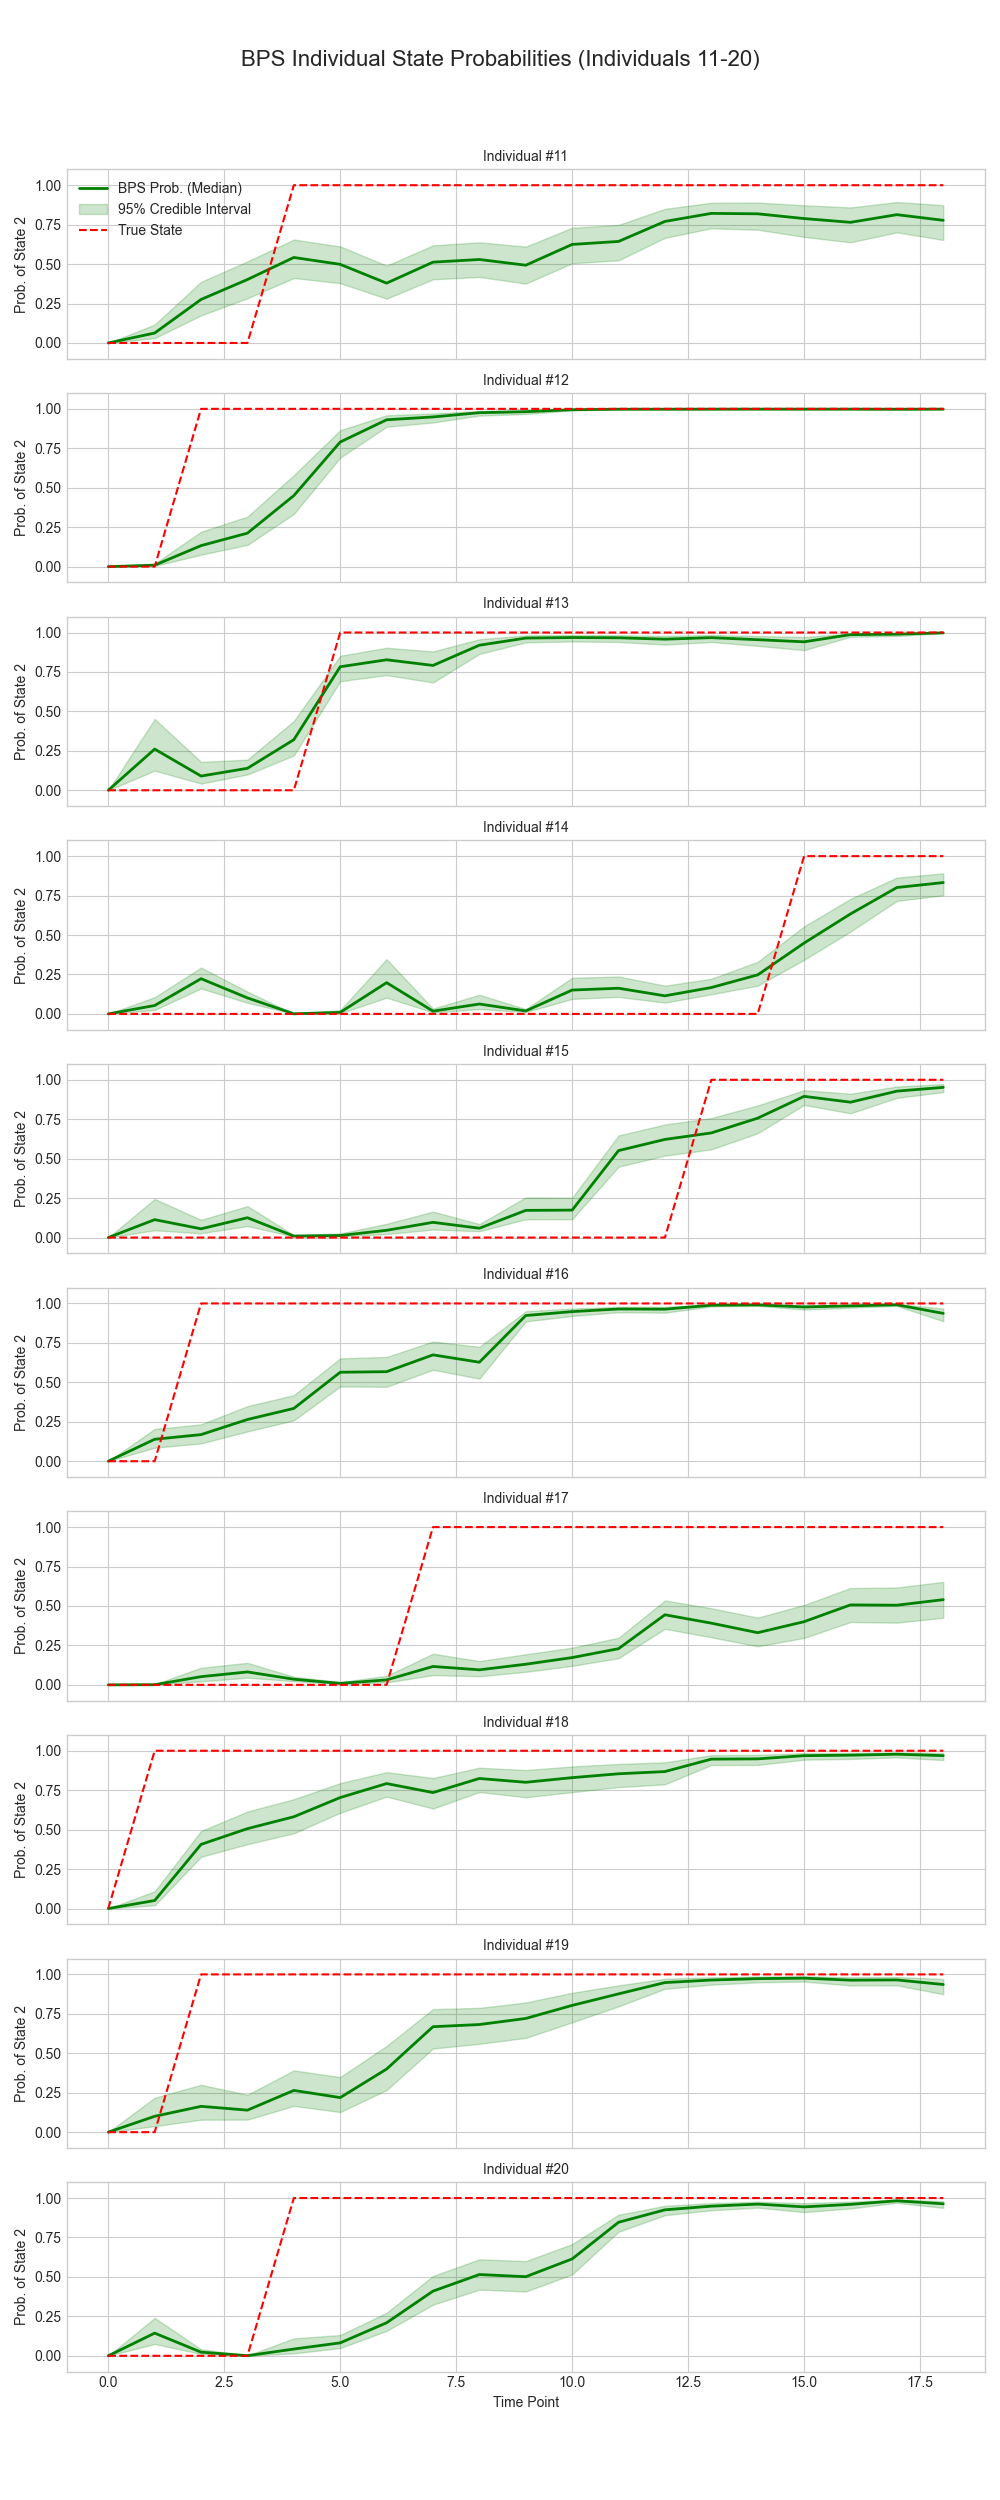 BPS Individual State Probabilities (Individuals 11-20)
Individual #11
1.00
0.75
0.50
0.25
0.00
Prob. of State 2
BPS Prob. (Median)
95% Credible Interval
True State
Individual #12
1.00
0.75
0.50
0.25
0.00
Prob. of State 2
Individual #13
1.00
0.75
0.50
0.25
0.00
Prob. of State 2
Individual #14
1.00
0.75
0.50
0.25
0.00
Prob. of State 2
Individual #15
1.00
0.75
0.50
0.25
0.00
Prob. of State 2
Individual #16
1.00
0.75
0.50
0.25
0.00
Prob. of State 2
Individual #17
1.00
0.75
0.50
0.25
0.00
Prob. of State 2
Individual #18
1.00
0.75
0.50
0.25
0.00
Prob. of State 2
Individual #19
1.00
0.75
0.50
0.25
0.00
Prob. of State 2
Individual #20
1.00
0.75
0.50
0.25
0.00
Prob. of State 2
0.0 2.5 5.0 7.5 10.0 12.5 15.0 17.5
Time Point